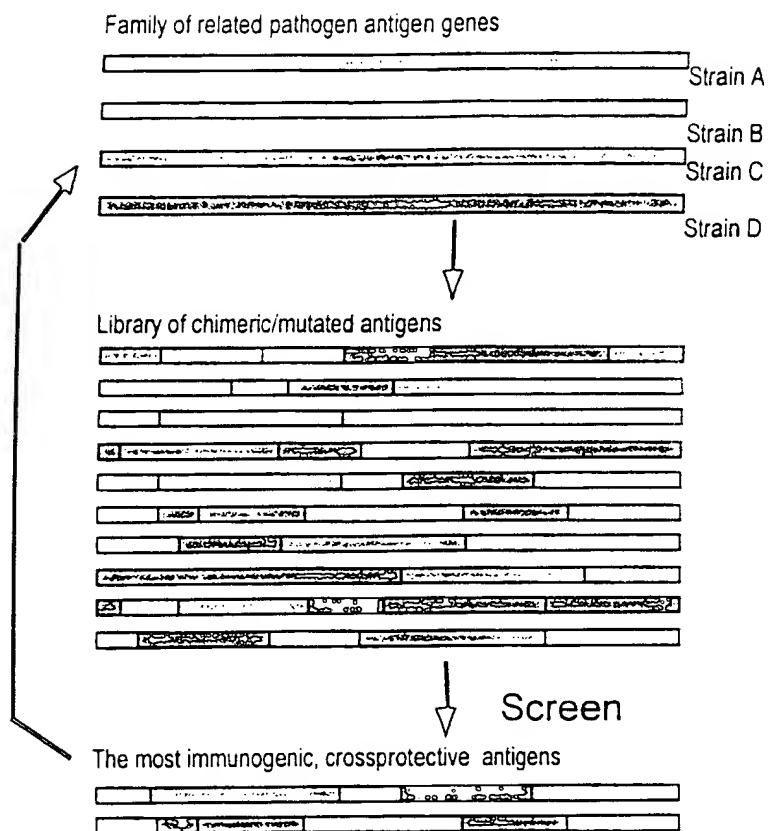 Family of related pathogen antigen genes
Strain A
Strain B
Strain C
Strain D
Library of chimeric/mutated antigens
Screen
The most immunogenic, crossprotective antigens